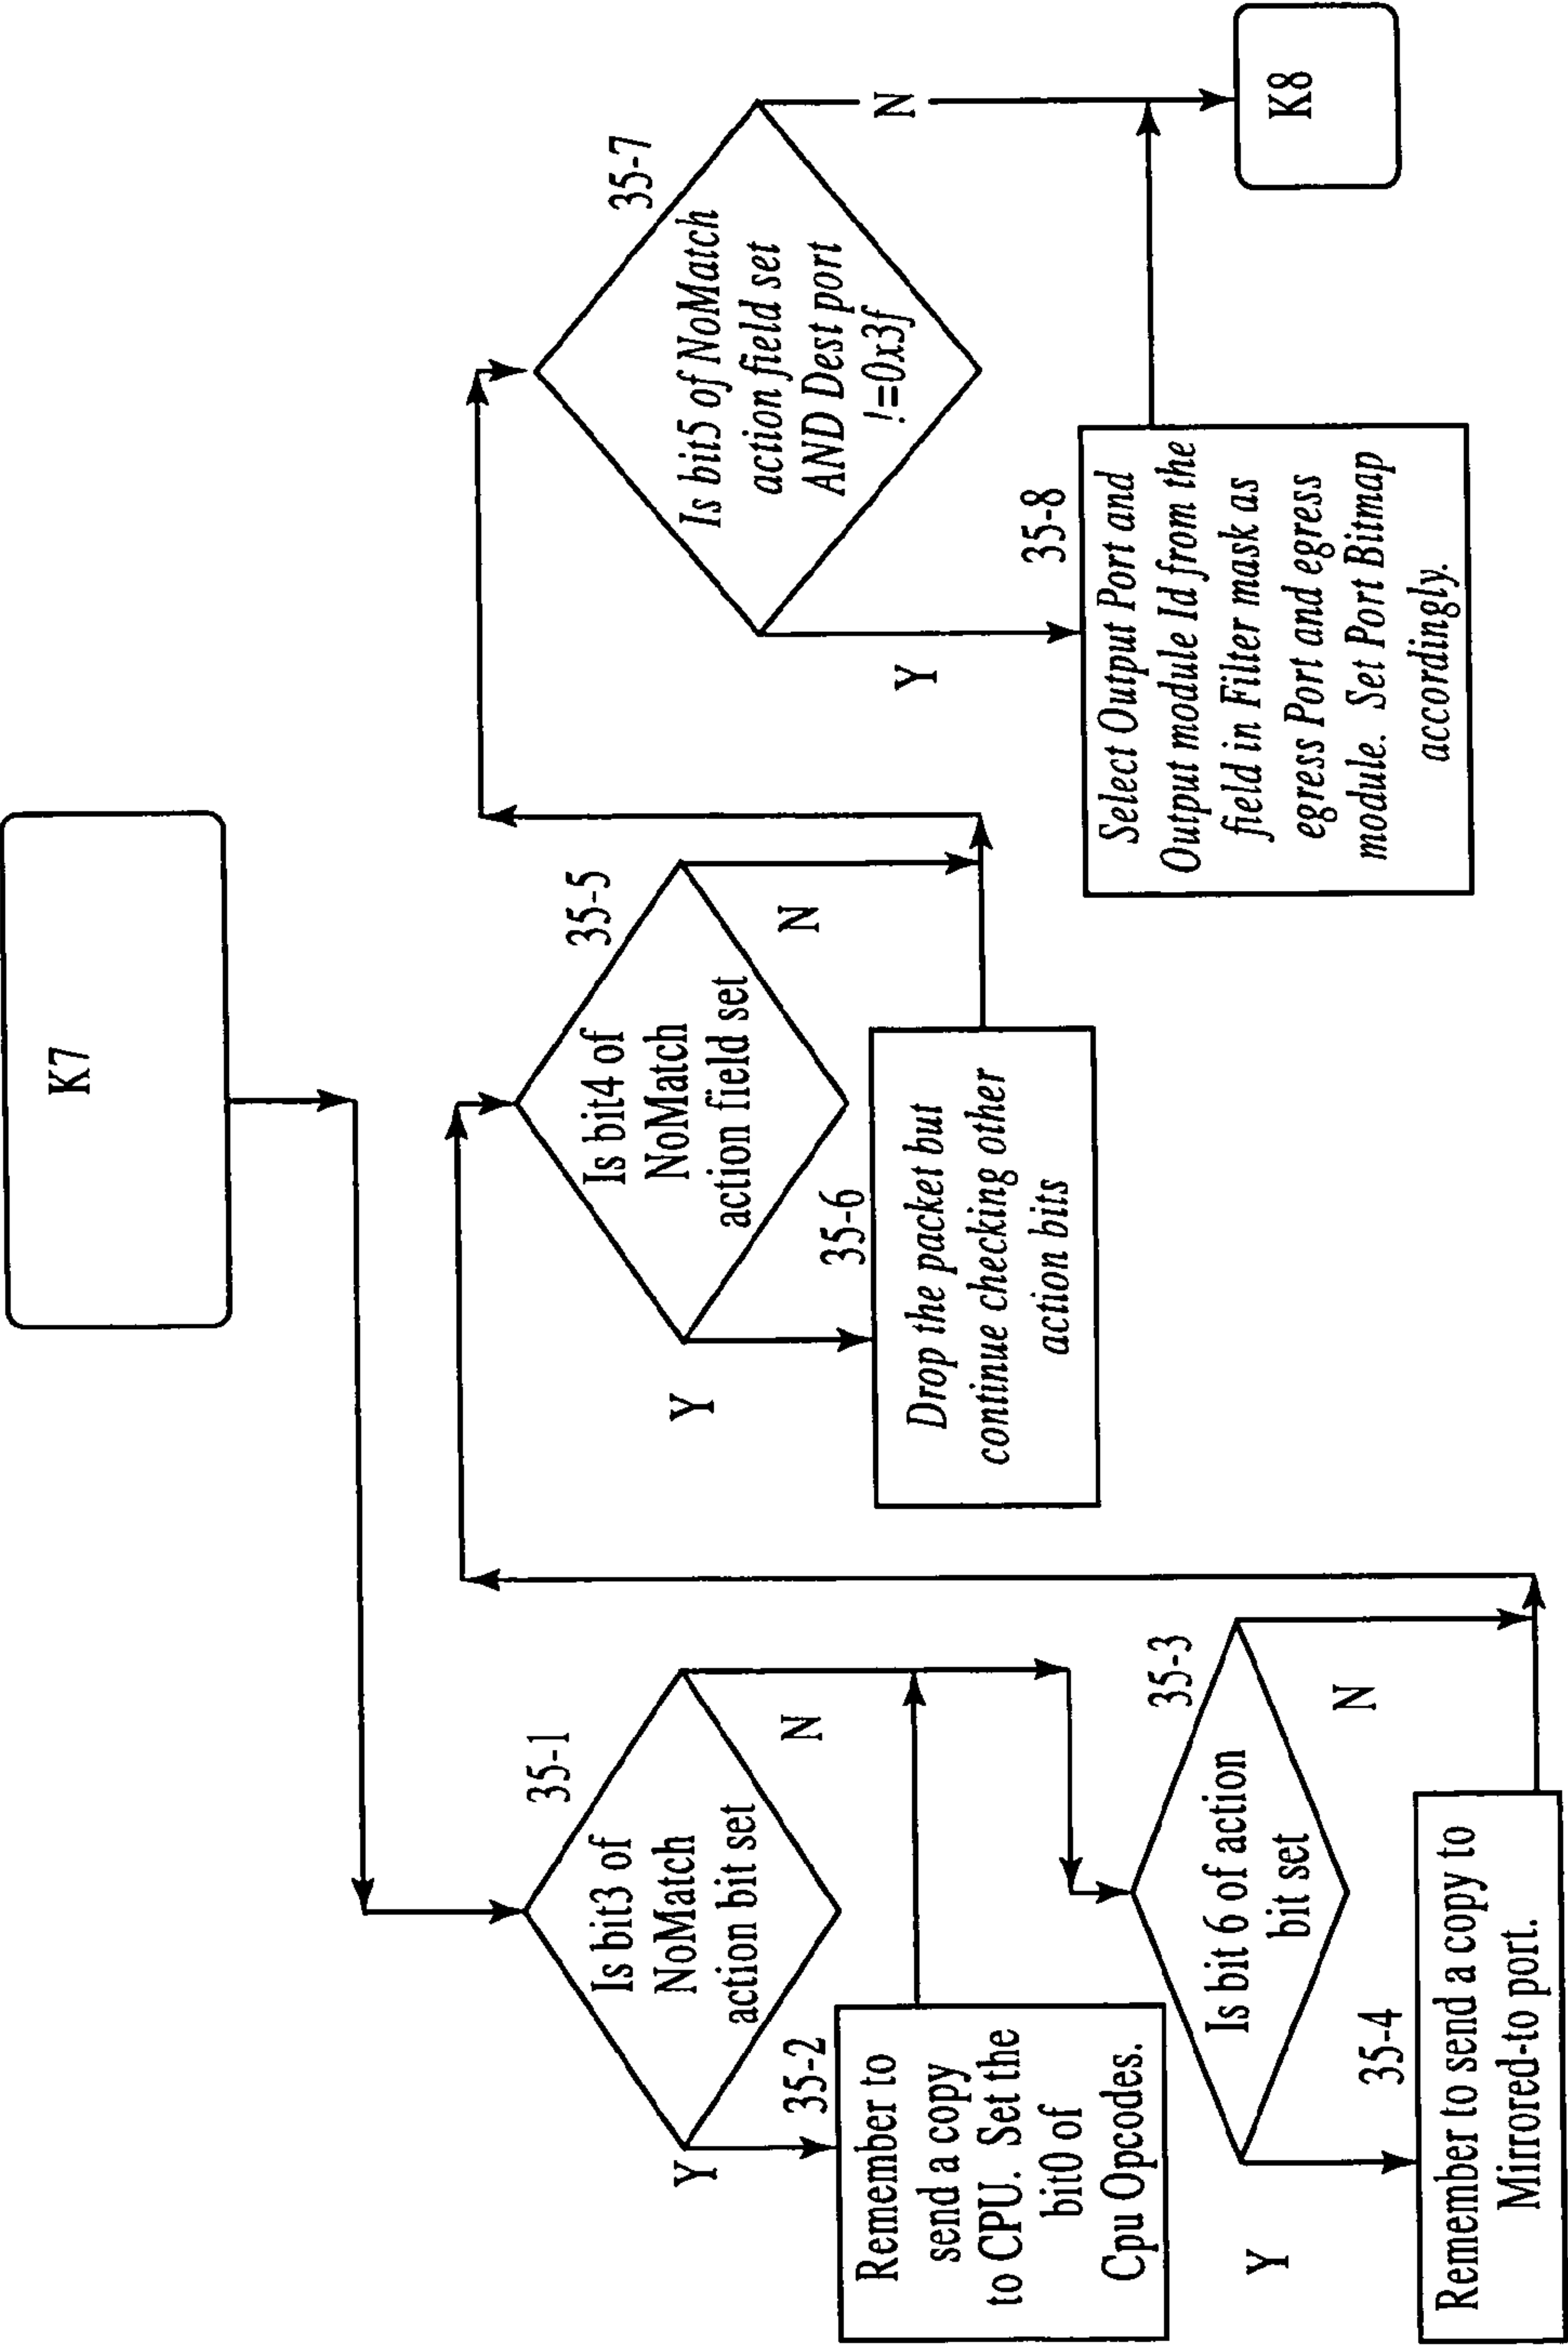 K7
35-1
Is bit3 of
NoMatch
action bit set
Y
N
35-2
Remember to
send a copy
to CPU. Set the
bit0 of
Cpu Opcodes.
35-3
Is bit 6 of action
bit set
Y
N
35-4
Remember to send a copy to
Mirrored-to port.
35-5
Is bit4 of
NoMatch
action field set
Y
N
35-6
Drop the packet but
continue checking other
action bits
35-7
Is bit5 of NoMatch
action field set
AND Dest port
!=0x3f
Y
N
35-8
Select Output Port and
Output module Id from the
field in Filter mask as
egress Port and egress
module. Set Port Bitmap
accordingly.
K8